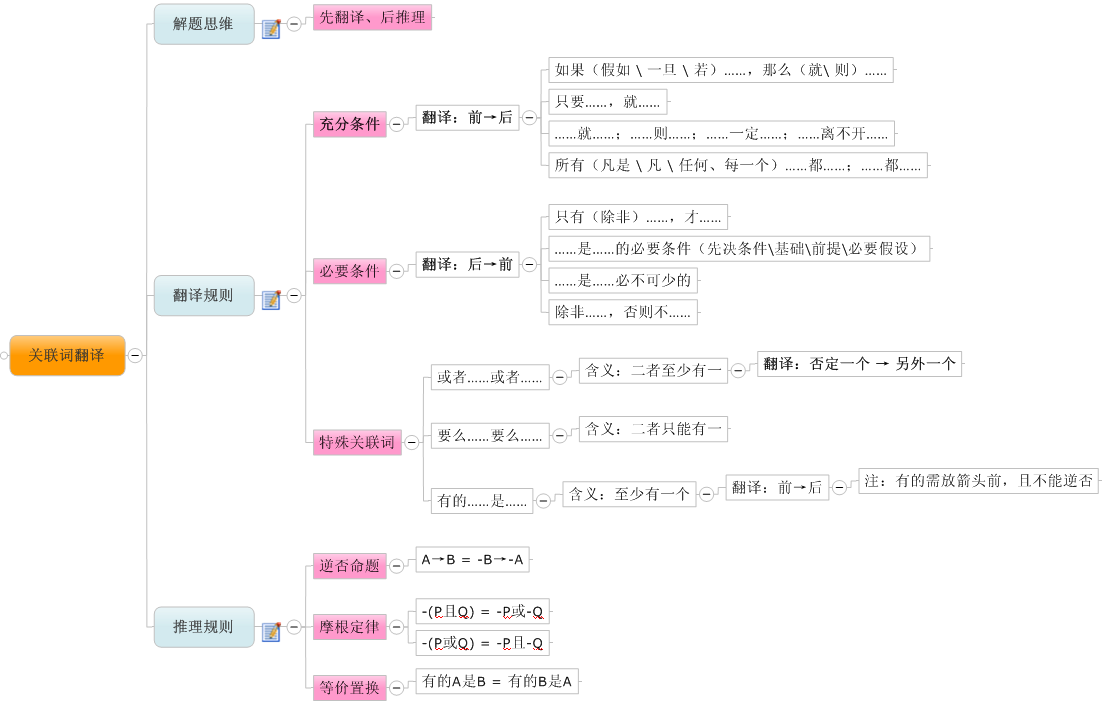 关联词翻译
解题思维
先翻译、后推理
翻译规则
充分条件
翻译：前→后
如果（假如 \ 一旦 \ 若）……，那么（就\ 则）……
只要……，就……
……就……；……则……；……一定……；……离不开……
所有（凡是 \ 凡 \ 任何、每一个）……都……；……都……
必要条件
翻译：后→前
只有（除非）……，才……
……是……的必要条件（先决条件\基础\前提\必要假设）
……是……必不可少的
除非……，否则不……
特殊关联词
或者……或者……
含义：二者至少有一
翻译：否定一个 → 另外一个
要么……要么……
含义：二者只能有一
有的……是……
含义：至少有一个
翻译：前→后
注：有的需放箭头前，且不能逆否
推理规则
逆否命题
A→B = -B→-A
摩根定律
-(P且Q) = -P或-Q
-(P或Q) = -P且-Q
等价置换
有的A是B = 有的B是A